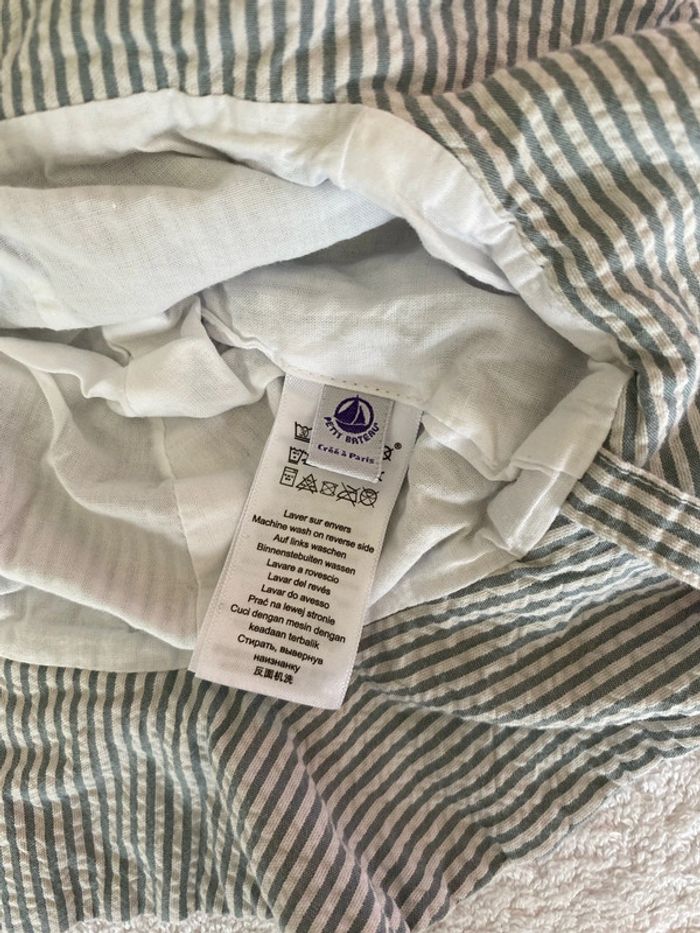 PETIT BATEAU
Créé à Paris
®
Laver sur envers
Machine wash on reverse side
Auf links waschen
Binnenstebuiten wassen
Lavare a rovescio
Lavar del revés
Lavar do avesso
Prać na lewej stronie
Cuci dengan mesin dengan
keadaan terbalik
Стирать, вывернув
наизнанку
反面机洗